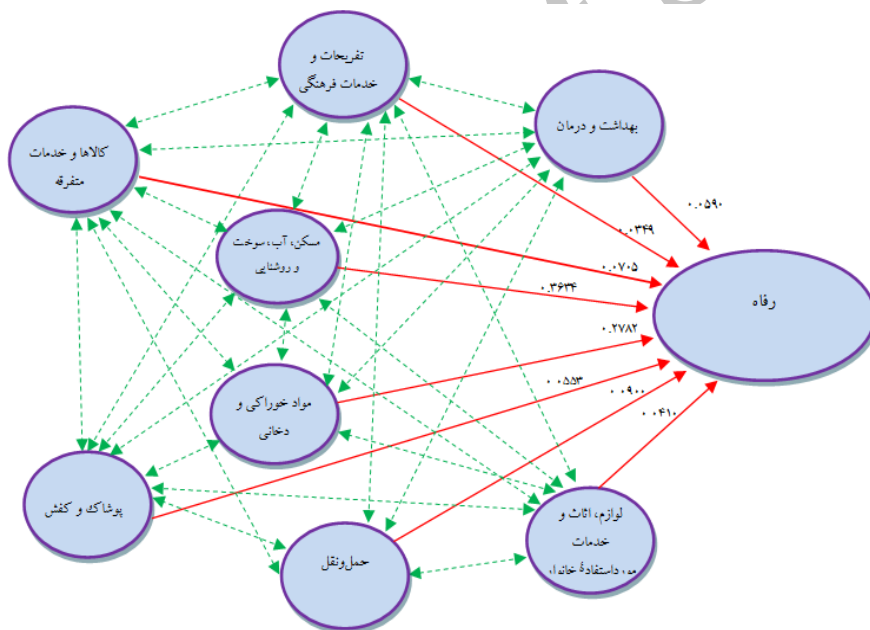 تفریحات و
خدمات فرهنگی
بهداشت و درمان
کالاها و خدمات
متفرقه
۰.۰۵۹۰
۰.۰۳۴۹
مسکن، آب، سوخت
و روشنایی
۰.۰۷۰۵
۰.۳۶۳۴
رفاه
۰.۲۷۸۲
مواد خوراکی و
دخانی
۰.۰۵۵۳
۰.۰۹۰۰
۰.۰۴۱۰
پوشاک و کفش
لوازم، اثاث و
خدمات
مورداستفادهٔ خانوار
حمل‌ونقل